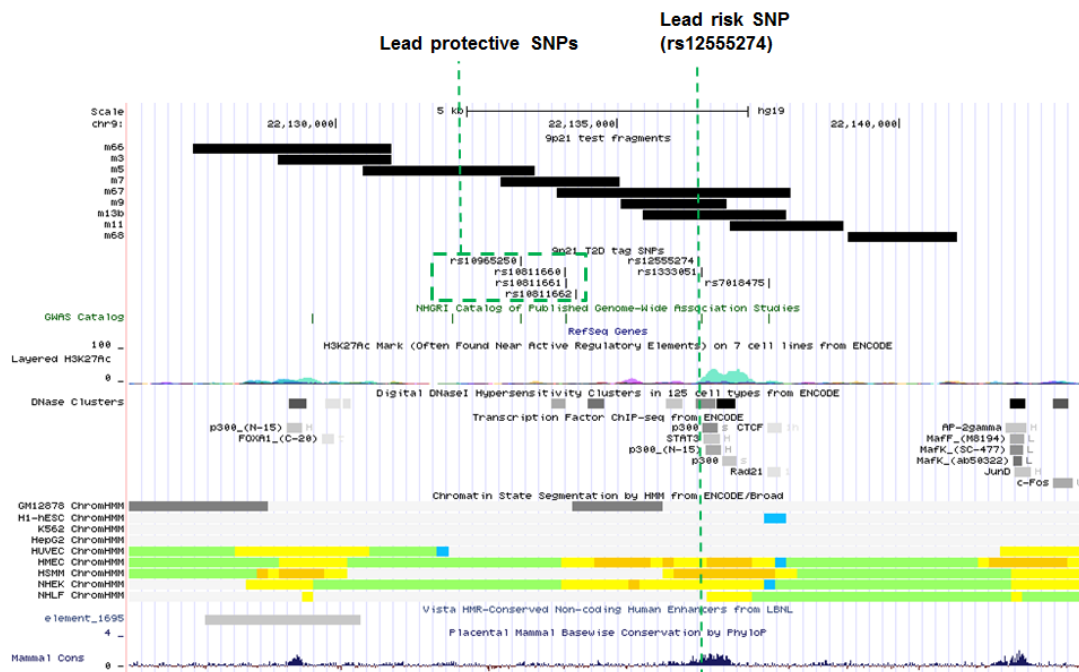 Lead risk SNP
(rs12555274)
Lead protective SNPs
Scale
5 kb
hg19
chr9:
22,130,000
22,135,000
22,140,000
9p21 test fragments
m66
m3
m5
m7
m67
m9
m13b
m11
m68
9p21 T2D tag SNPs
rs10965250
rs12555274
rs10811660
rs1333051
rs10811661
rs7018475
rs10811662
NHGRI Catalog of Published Genome-Wide Association Studies
GWAS Catalog
RefSeq Genes
100 _
H3K27Ac Mark (Often Found Near Active Regulatory Elements) on 7 cell lines from ENCODE
Layered H3K27Ac
0 _
Digital DNaseI Hypersensitivity Clusters in 125 cell types from ENCODE
DNase Clusters
Transcription Factor ChIP-seq from ENCODE
p300_(N-15) H
p300 s
CTCF
AP-2gamma H
FOXA1_(C-20)
STAT3 H
MafF_(M8194) L
p300_(N-15) H
MafK_(SC-477) L
p300 s
MafK_(ab50322) L
Rad21
JunD H
c-Fos
Chromatin State Segmentation by HMM from ENCODE/Broad
GM12878 ChromHMM
H1-hESC ChromHMM
K562 ChromHMM
HepG2 ChromHMM
HUVEC ChromHMM
HMEC ChromHMM
HSMM ChromHMM
NHEK ChromHMM
NHLF ChromHMM
Vista HMR-Conserved Non-coding Human Enhancers from LBNL
element_1695
Placental Mammal Basewise Conservation by PhyloP
4 _
Mammal Cons
0 _